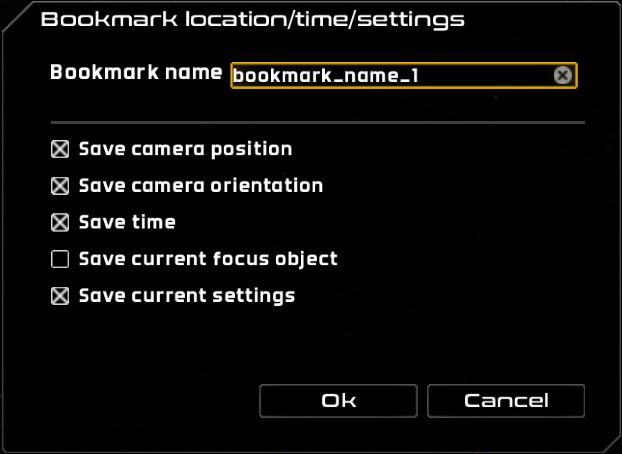 Bookmark location/time/settings
Bookmark name bookmark_name_1
Save camera position
Save camera orientation
Save time
Save current focus object
Save current settings
Ok Cancel